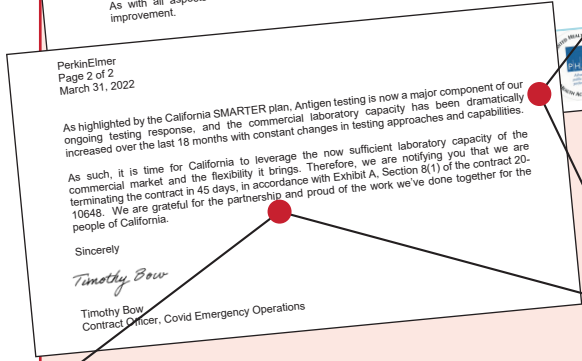 As with all aspects
improvement.
PerkinElmer
Page 2 of 2
March 31, 2022
As highlighted by the California SMARTER plan, Antigen testing is now a major component of our
ongoing testing response, and the commercial laboratory capacity has been dramatically
increased over the last 18 months with constant changes in testing approaches and capabilities.
As such, it is time for California to leverage the now sufficient laboratory capacity of the
commercial market and the flexibility it brings. Therefore, we are notifying you that we are
terminating the contract in 45 days, in accordance with Exhibit A, Section 8(1) of the contract 20-
10648. We are grateful for the partnership and proud of the work we've done together for the
people of California.
Sincerely
Timothy Bow
Timothy Bow
Contract Officer, Covid Emergency Operations